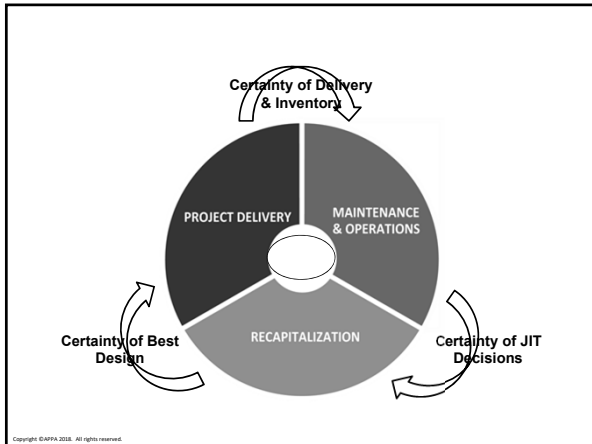 Certainty of Delivery
& Inventory
PROJECT DELIVERY
MAINTENANCE
& OPERATIONS
RECAPITALIZATION
Certainty of Best
Design
Certainty of JIT
Decisions
Copyright ©APPA 2018. All rights reserved.